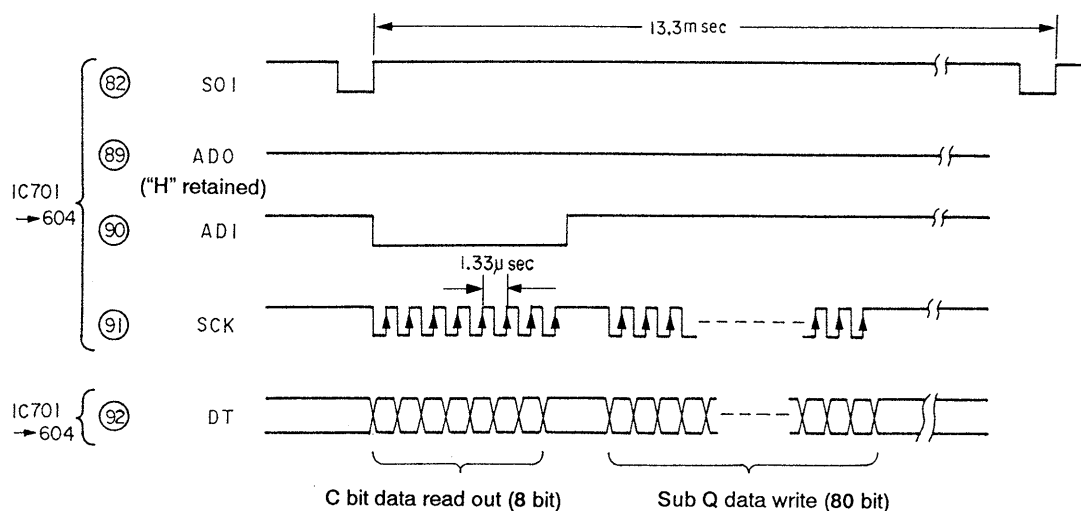 13.3m sec
82 SO1
89 ADO
("H" retained)
IC701
→ 604
90 ADI
1.33μ sec
91 SCK
IC701
→ 604
92 DT
C bit data read out (8 bit)
Sub Q data write (80 bit)